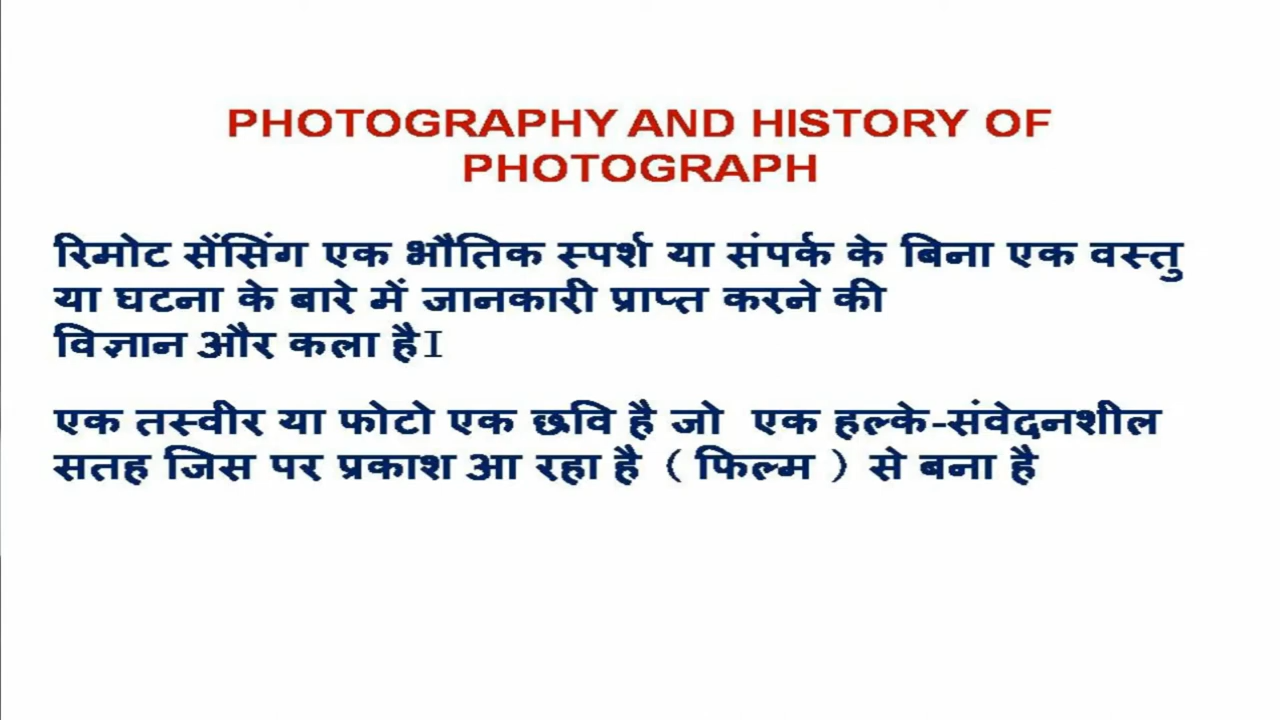 PHOTOGRAPHY AND HISTORY OF
PHOTOGRAPH
रिमोट सेंसिंग एक भौतिक स्पर्श या संपर्क के बिना एक वस्तु
या घटना के बारे में जानकारी प्राप्त करने की
विज्ञान और कला हैI
एक तस्वीर या फोटो एक छवि है जो एक हल्के-संवेदनशील
सतह जिस पर प्रकाश आ रहा है ( फिल्म ) से बना है